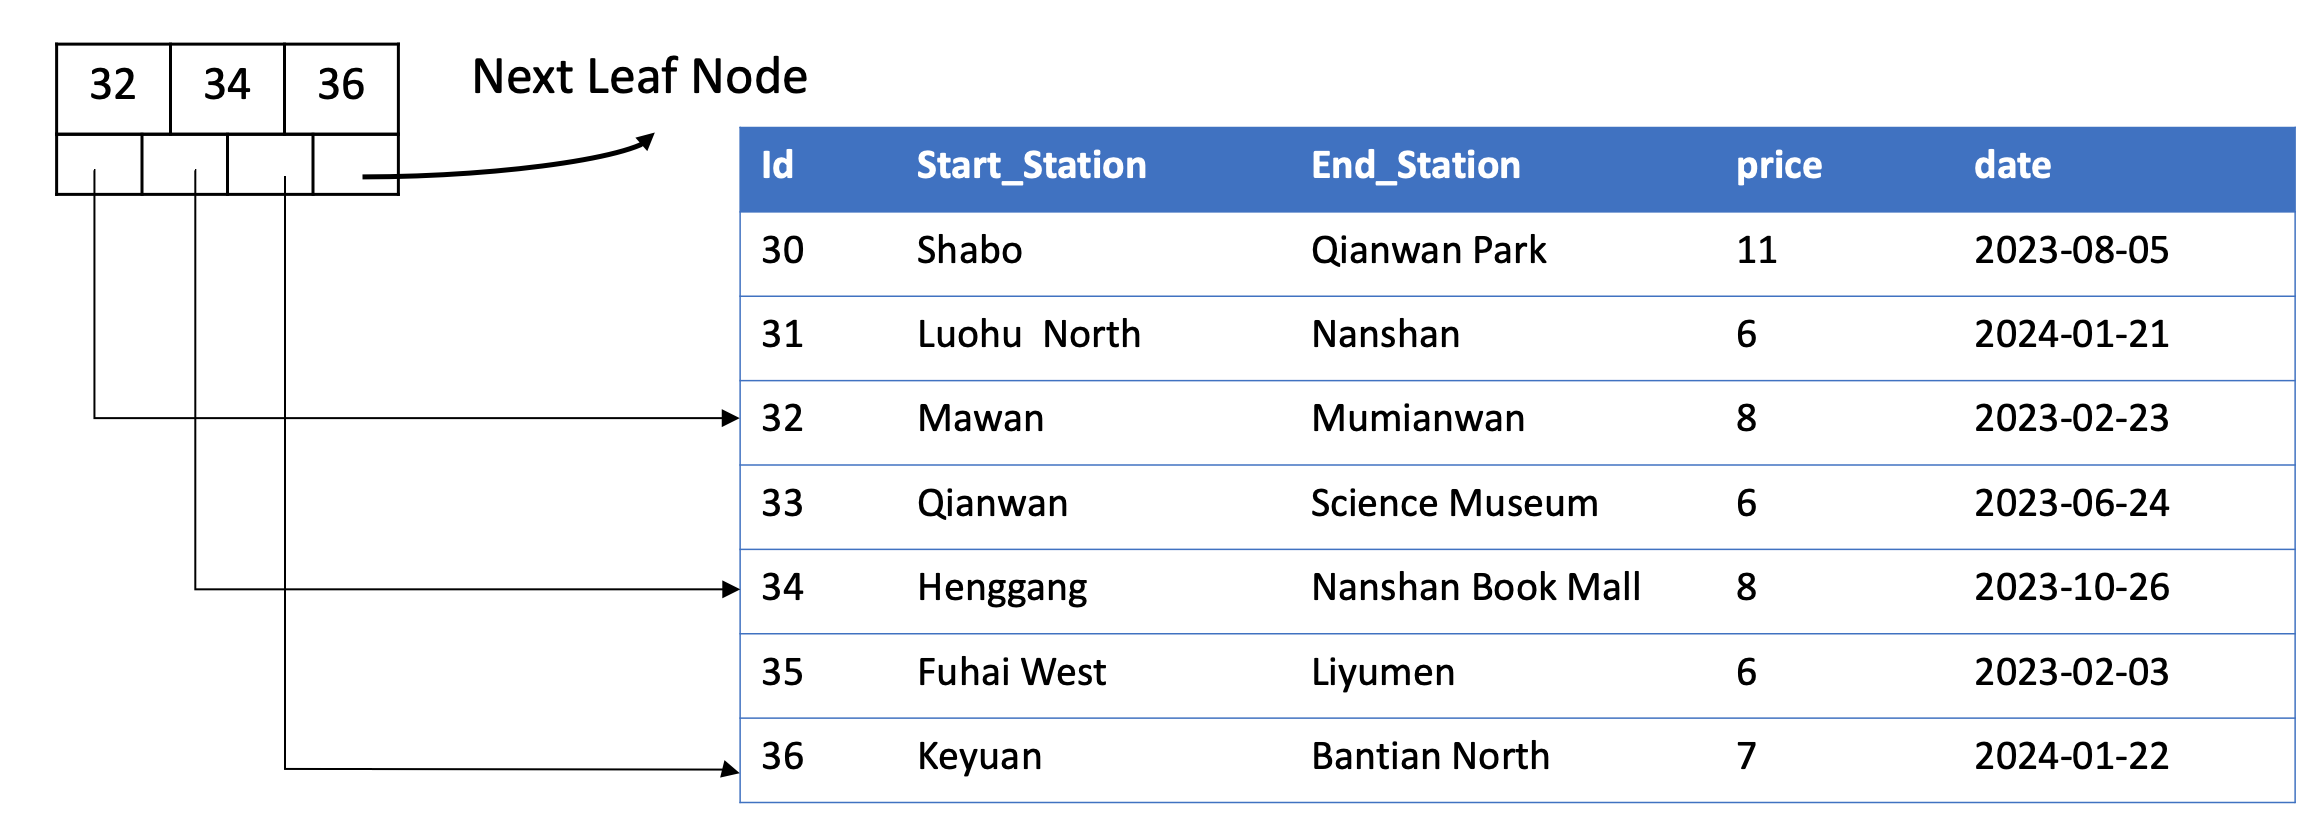 32 34 36
Next Leaf Node
Id Start_Station End_Station price date
30 Shabo Qianwan Park 11 2023-08-05
31 Luohu  North Nanshan 6 2024-01-21
32 Mawan Mumianwan 8 2023-02-23
33 Qianwan Science Museum 6 2023-06-24
34 Henggang Nanshan Book Mall 8 2023-10-26
35 Fuhai West Liyumen 6 2023-02-03
36 Keyuan Bantian North 7 2024-01-22